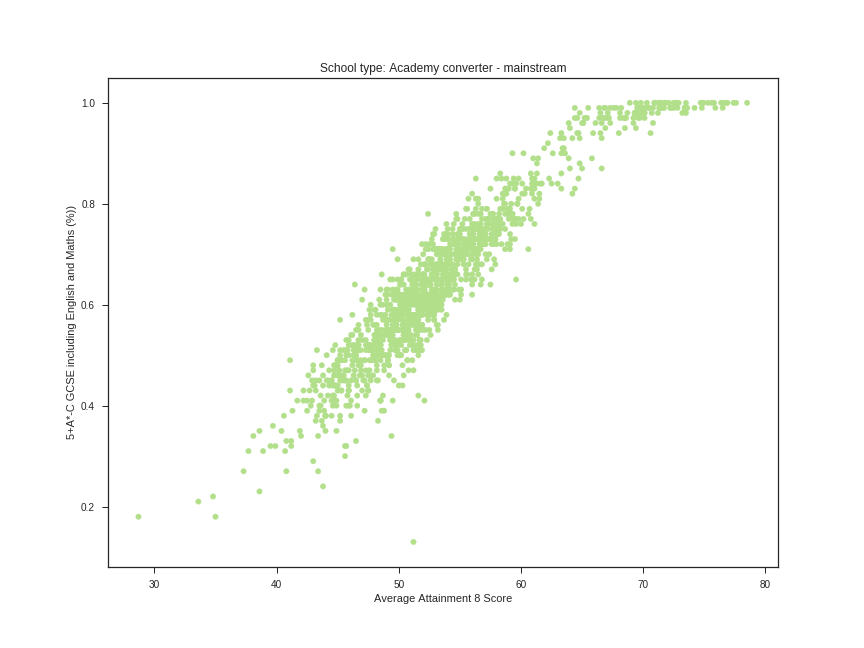 School type: Academy converter - mainstream
5+A*-C GCSE including English and Maths (%))
1.0
0.8
0.6
0.4
0.2
30 40 50 60 70 80
Average Attainment 8 Score